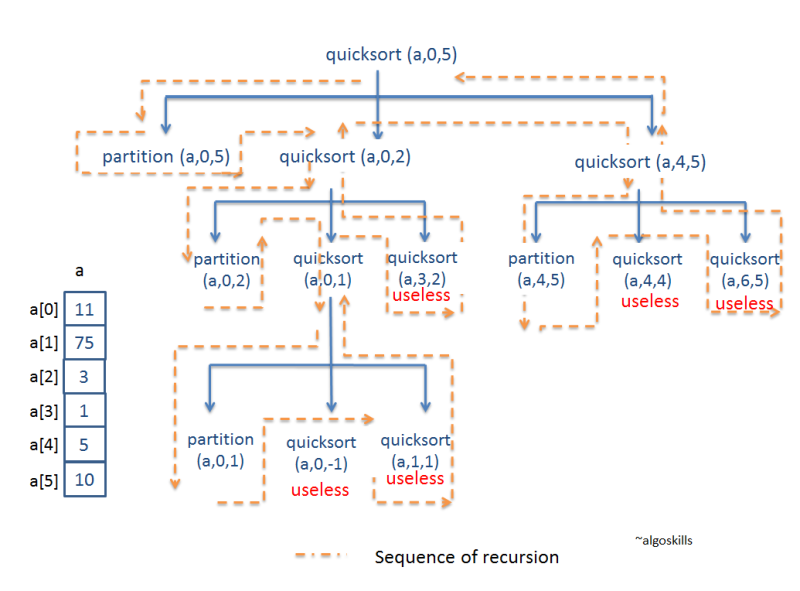 quicksort (a,0,5)
partition (a,0,5)
quicksort (a,0,2)
quicksort (a,4,5)
partition
(a,0,2)
quicksort
(a,0,1)
quicksort
(a,3,2)
useless
partition
(a,4,5)
quicksort
(a,4,4)
useless
quicksort
(a,6,5)
useless
a
a[0] 11
a[1] 75
a[2] 3
a[3] 1
a[4] 5
a[5] 10
partition
(a,0,1)
quicksort
(a,0,-1)
useless
quicksort
(a,1,1)
useless
~algoskills
Sequence of recursion